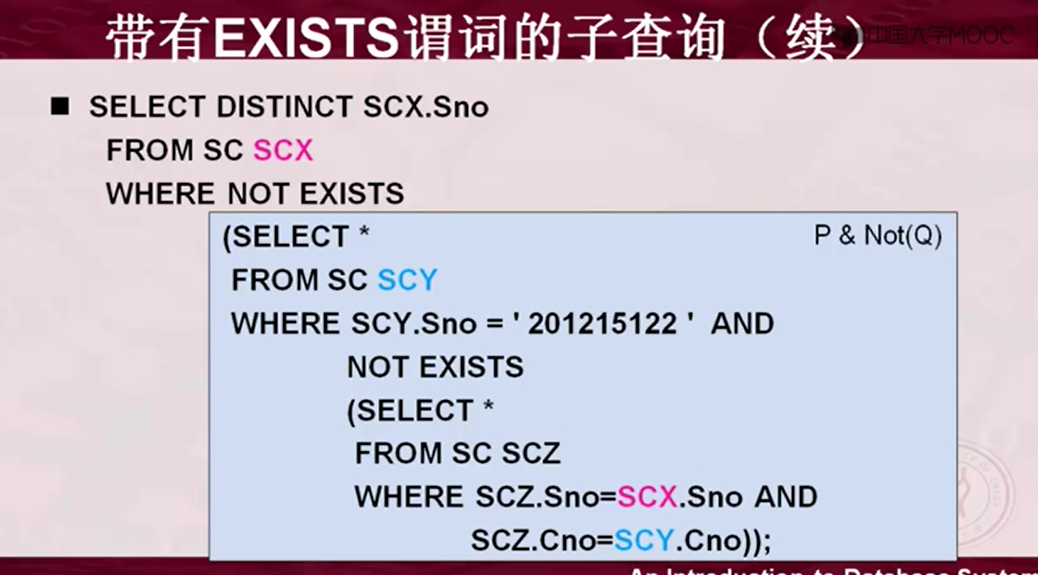 带有EXISTS谓词的子查询（续）
中国大学MOOC
■ SELECT DISTINCT SCX.Sno
FROM SC SCX
WHERE NOT EXISTS
(SELECT * P & Not(Q)
FROM SC SCY
WHERE SCY.Sno = ' 201215122 ' AND
NOT EXISTS
(SELECT *
FROM SC SCZ
WHERE SCZ.Sno=SCX.Sno AND
SCZ.Cno=SCY.Cno));
An Introduction to Database System